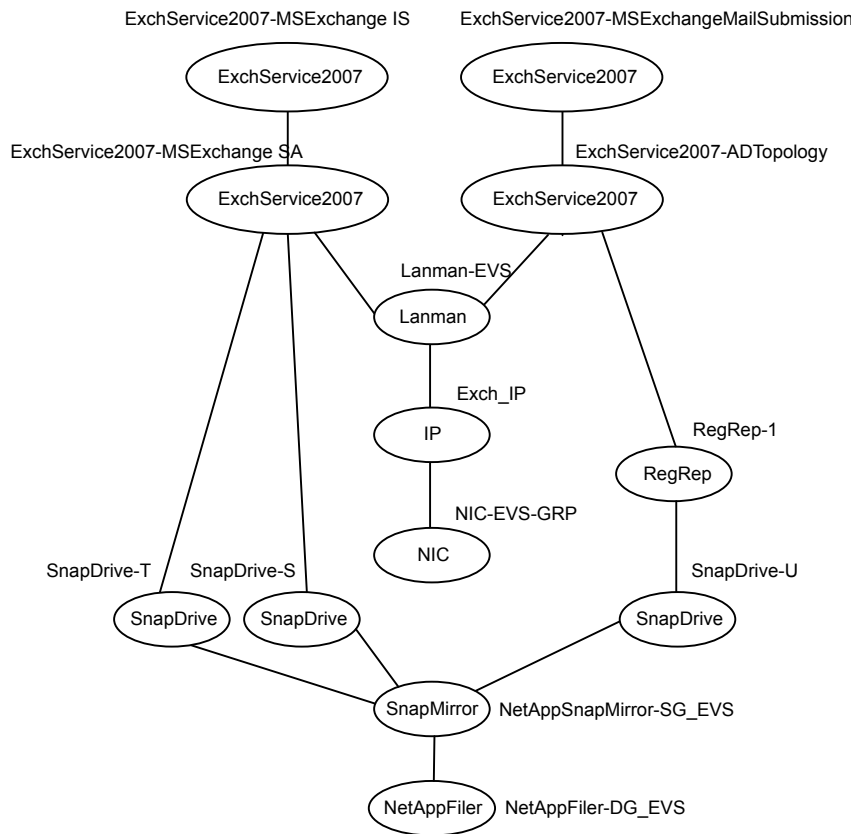 ExchService2007-MSExchange IS
ExchService2007-MSExchangeMailSubmission
ExchService2007
ExchService2007
ExchService2007-MSExchange SA
ExchService2007-ADTopology
ExchService2007
ExchService2007
Lanman-EVS
Lanman
Exch_IP
IP
RegRep-1
RegRep
NIC-EVS-GRP
NIC
SnapDrive-T
SnapDrive-S
SnapDrive-U
SnapDrive
SnapDrive
SnapDrive
SnapMirror
NetAppSnapMirror-SG_EVS
NetAppFiler
NetAppFiler-DG_EVS